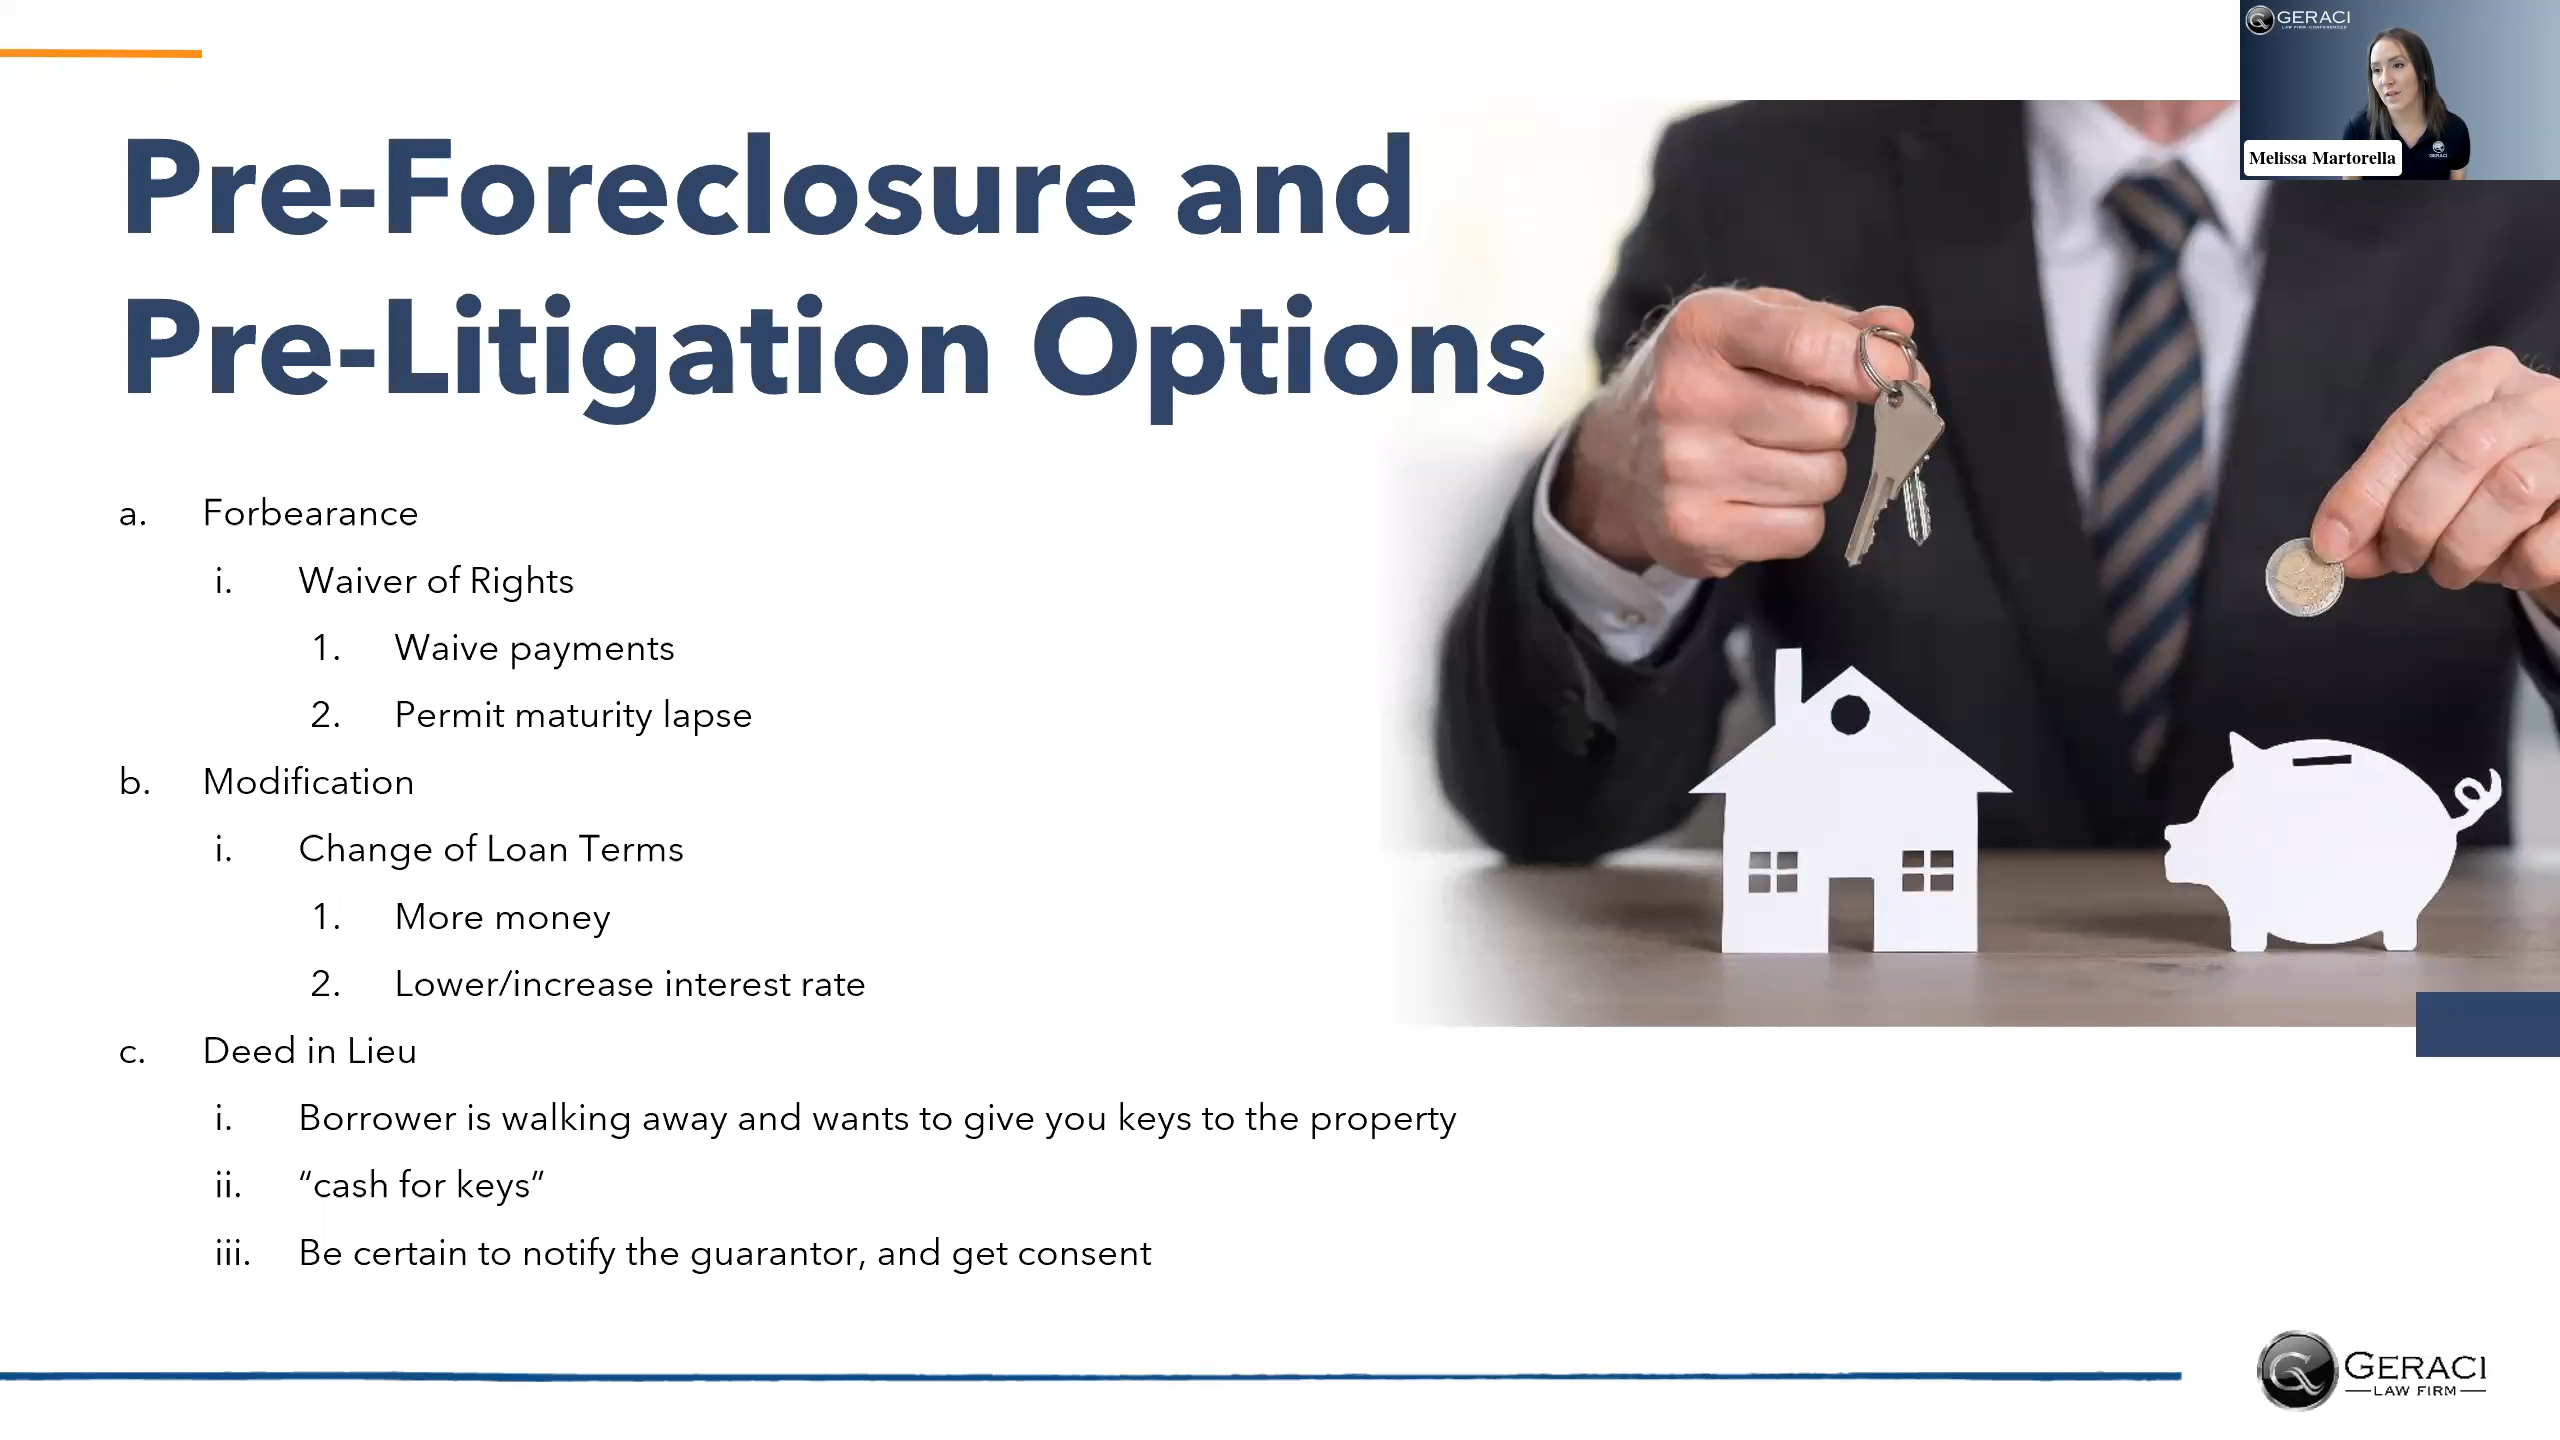 GERACI
LAW FIRM·CONFERENCES
Melissa Martorella
GERACI
Pre-Foreclosure and
Pre-Litigation Options
a. Forbearance
i. Waiver of Rights
1. Waive payments
2. Permit maturity lapse
b. Modification
i. Change of Loan Terms
1. More money
2. Lower/increase interest rate
c. Deed in Lieu
i. Borrower is walking away and wants to give you keys to the property
ii. “cash for keys”
iii. Be certain to notify the guarantor, and get consent
GERACI
LAW FIRM